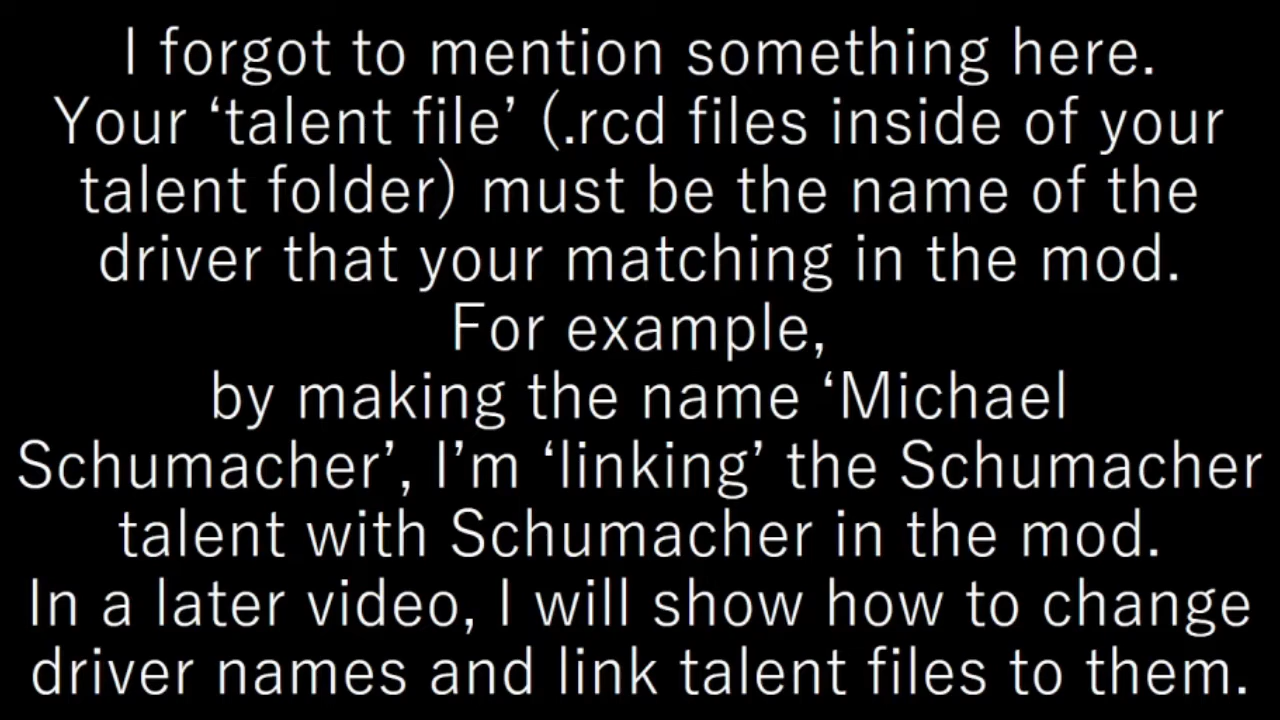 I forgot to mention something here.
Your ‘talent file’ (.rcd files inside of your
talent folder) must be the name of the
driver that your matching in the mod.
For example,
by making the name ‘Michael
Schumacher’, I’m ‘linking’ the Schumacher
talent with Schumacher in the mod.
In a later video, I will show how to change
driver names and link talent files to them.